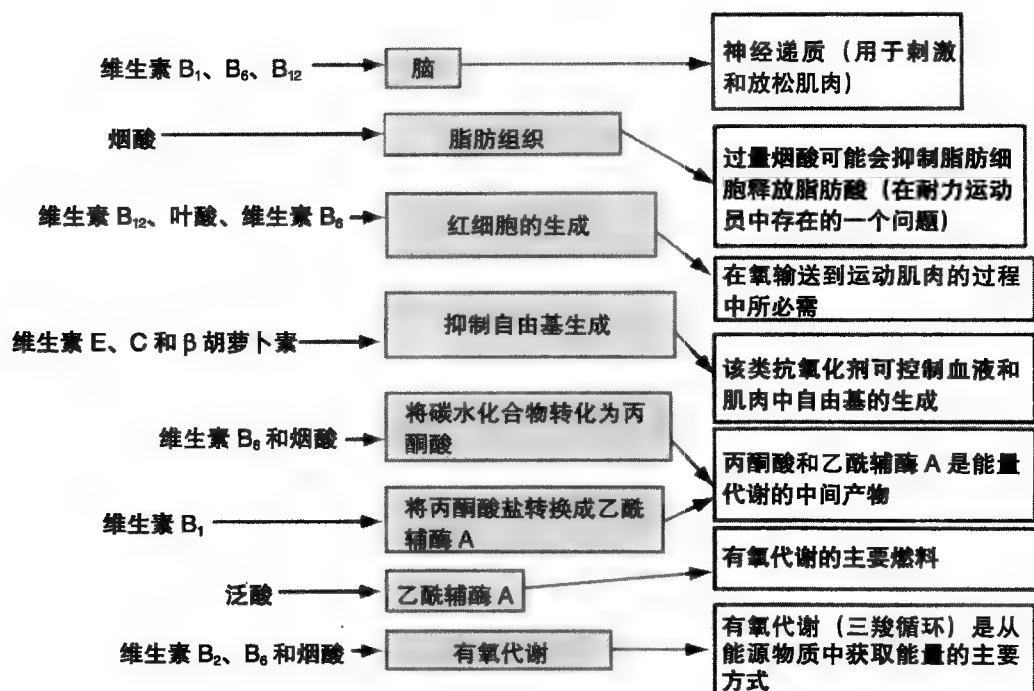 维生素 B₁、B₆、B₁₂
脑
神经递质（用于刺激
和放松肌肉）
烟酸
脂肪组织
过量烟酸可能会抑制脂肪细
胞释放脂肪酸（在耐力运动
员中存在的一个问题）
维生素 B₁₂、叶酸、维生素 B₆
红细胞的生成
在氧输送到运动肌肉的过程
中所必需
维生素 E、C 和 β 胡萝卜素
抑制自由基生成
该类抗氧化剂可控制血液和
肌肉中自由基的生成
维生素 B₆ 和烟酸
将碳水化合物转化为丙
酮酸
丙酮酸和乙酰辅酶 A 是能量
代谢的中间产物
维生素 B₁
将丙酮酸盐转换成乙酰
辅酶 A
泛酸
乙酰辅酶 A
有氧代谢的主要燃料
维生素 B₂、B₆ 和烟酸
有氧代谢
有氧代谢（三羧循环）是从
能源物质中获取能量的主要
方式